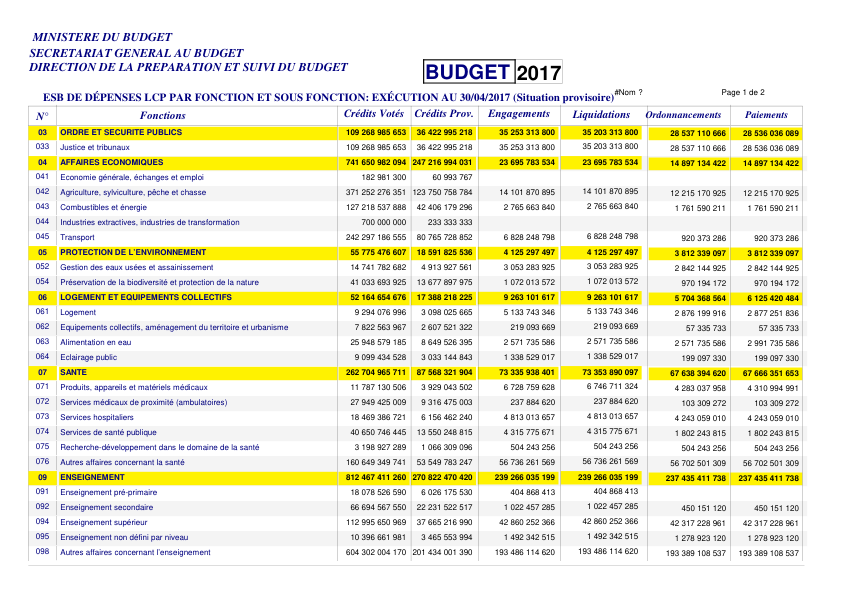 MINISTERE DU BUDGET
SECRETARIAT GENERAL AU BUDGET
DIRECTION DE LA PREPARATION ET SUIVI DU BUDGET
BUDGET 2017
ESB DE DÉPENSES LCP PAR FONCTION ET SOUS FONCTION: EXÉCUTION AU 30/04/2017 (Situation provisoire) #Nom ? Page 1 de 2
N° Fonctions Crédits Votés Crédits Prov. Engagements Liquidations Ordonnancements Paiements
03 ORDRE ET SECURITE PUBLICS 109 268 985 653 36 422 995 218 35 253 313 800 35 203 313 800 28 537 110 666 28 536 036 089
033 Justice et tribunaux 109 268 985 653 36 422 995 218 35 253 313 800 35 203 313 800 28 537 110 666 28 536 036 089
04 AFFAIRES ECONOMIQUES 741 650 982 094 247 216 994 031 23 695 783 534 23 695 783 534 14 897 134 422 14 897 134 422
041 Economie générale, échanges et emploi 182 981 300 60 993 767
042 Agriculture, sylviculture, pêche et chasse 371 252 276 351 123 750 758 784 14 101 870 895 14 101 870 895 12 215 170 925 12 215 170 925
043 Combustibles et énergie 127 218 537 888 42 406 179 296 2 765 663 840 2 765 663 840 1 761 590 211 1 761 590 211
044 Industries extractives, industries de transformation 700 000 000 233 333 333
045 Transport 242 297 186 555 80 765 728 852 6 828 248 798 6 828 248 798 920 373 286 920 373 286
05 PROTECTION DE L'ENVIRONNEMENT 55 775 476 607 18 591 825 536 4 125 297 497 4 125 297 497 3 812 339 097 3 812 339 097
052 Gestion des eaux usées et assainissement 14 741 782 682 4 913 927 561 3 053 283 925 3 053 283 925 2 842 144 925 2 842 144 925
054 Préservation de la biodiversité et protection de la nature 41 033 693 925 13 677 897 975 1 072 013 572 1 072 013 572 970 194 172 970 194 172
06 LOGEMENT ET EQUIPEMENTS COLLECTIFS 52 164 654 676 17 388 218 225 9 263 101 617 9 263 101 617 5 704 368 564 6 125 420 484
061 Logement 9 294 076 996 3 098 025 665 5 133 743 346 5 133 743 346 2 876 199 916 2 877 251 836
062 Equipements collectifs, aménagement du territoire et urbanisme 7 822 563 967 2 607 521 322 219 093 669 219 093 669 57 335 733 57 335 733
063 Alimentation en eau 25 948 579 185 8 649 526 395 2 571 735 586 2 571 735 586 2 571 735 586 2 991 735 586
064 Eclairage public 9 099 434 528 3 033 144 843 1 338 529 017 1 338 529 017 199 097 330 199 097 330
07 SANTE 262 704 965 711 87 568 321 904 73 335 938 401 73 353 890 097 67 638 394 620 67 666 351 653
071 Produits, appareils et matériels médicaux 11 787 130 506 3 929 043 502 6 728 759 628 6 746 711 324 4 283 037 958 4 310 994 991
072 Services médicaux de proximité (ambulatoires) 27 949 425 009 9 316 475 003 237 884 620 237 884 620 103 309 272 103 309 272
073 Services hospitaliers 18 469 386 721 6 156 462 240 4 813 013 657 4 813 013 657 4 243 059 010 4 243 059 010
074 Services de santé publique 40 650 746 445 13 550 248 815 4 315 775 671 4 315 775 671 1 802 243 815 1 802 243 815
075 Recherche-développement dans le domaine de la santé 3 198 927 289 1 066 309 096 504 243 256 504 243 256 504 243 256 504 243 256
076 Autres affaires concernant la santé 160 649 349 741 53 549 783 247 56 736 261 569 56 736 261 569 56 702 501 309 56 702 501 309
09 ENSEIGNEMENT 812 467 411 260 270 822 470 420 239 266 035 199 239 266 035 199 237 435 411 738 237 435 411 738
091 Enseignement pré-primaire 18 078 526 590 6 026 175 530 404 868 413 404 868 413
092 Enseignement secondaire 66 694 567 550 22 231 522 517 1 022 457 285 1 022 457 285 450 151 120 450 151 120
094 Enseignement supérieur 112 995 650 969 37 665 216 990 42 860 252 366 42 860 252 366 42 317 228 961 42 317 228 961
095 Enseignement non défini par niveau 10 396 661 981 3 465 553 994 1 492 342 515 1 492 342 515 1 278 923 120 1 278 923 120
098 Autres affaires concernant l'enseignement 604 302 004 170 201 434 001 390 193 486 114 620 193 486 114 620 193 389 108 537 193 389 108 537